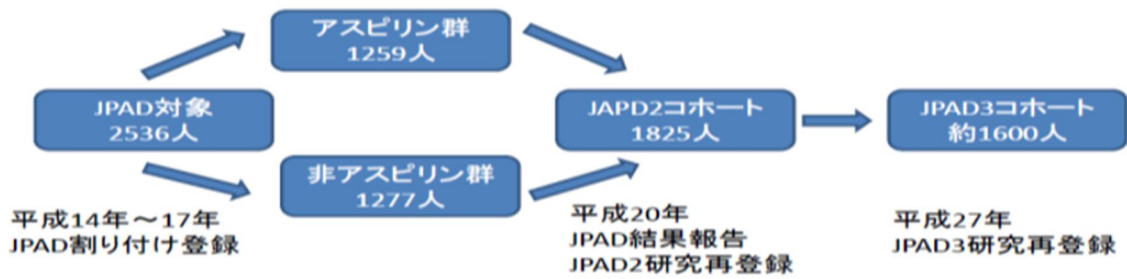 アスピリン群
1259人
JPAD対象
2536人
JAPD2コホート
1825人
JPAD3コホート
約1600人
非アスピリン群
1277人
平成14年～17年
JPAD割り付け登録
平成20年
JPAD結果報告
JPAD2研究再登録
平成27年
JPAD3研究再登録